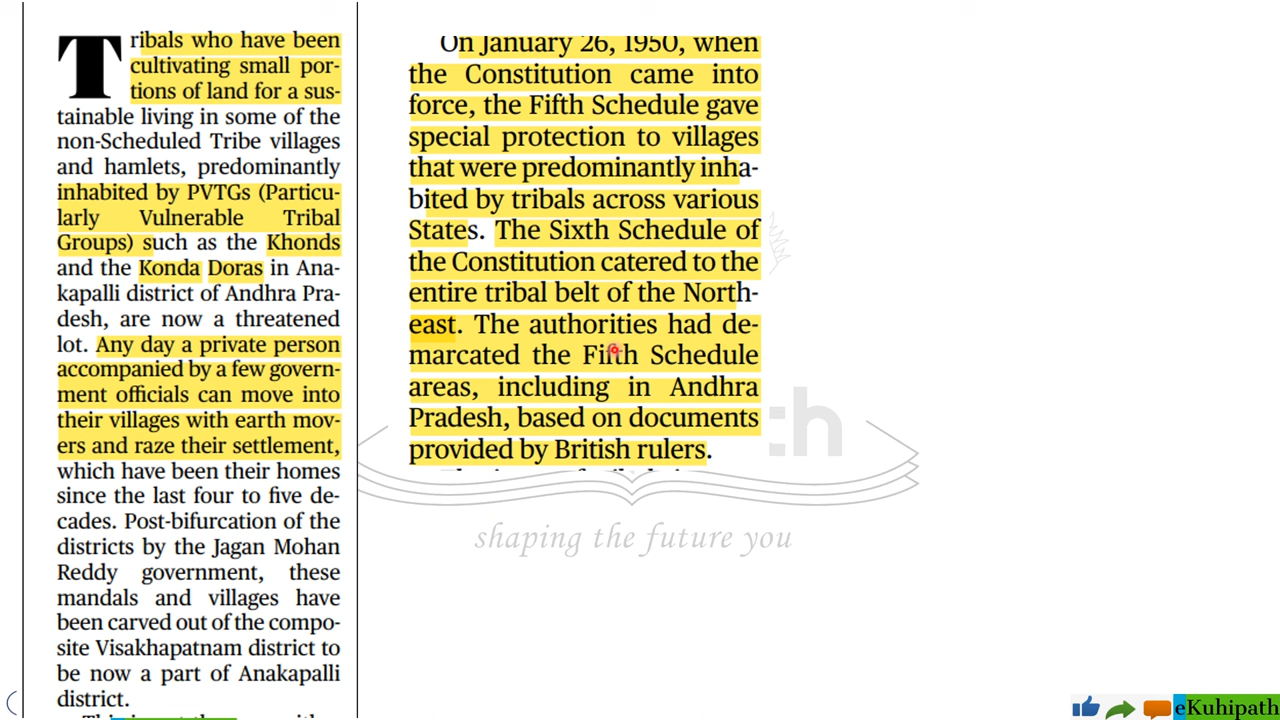 Tribals who have been
cultivating small por-
tions of land for a sus-
tainable living in some of the
non-Scheduled Tribe villages
and hamlets, predominantly
inhabited by PVTGs (Particu-
larly Vulnerable Tribal
Groups) such as the Khonds
and the Konda Doras in Ana-
kapalli district of Andhra Pra-
desh, are now a threatened
lot. Any day a private person
accompanied by a few govern-
ment officials can move into
their villages with earth mov-
ers and raze their settlement,
which have been their homes
since the last four to five de-
cades. Post-bifurcation of the
districts by the Jagan Mohan
Reddy government, these
mandals and villages have
been carved out of the compo-
site Visakhapatnam district to
be now a part of Anakapalli
district.
On January 26, 1950, when
the Constitution came into
force, the Fifth Schedule gave
special protection to villages
that were predominantly inha-
bited by tribals across various
States. The Sixth Schedule of
the Constitution catered to the
entire tribal belt of the North-
east. The authorities had de-
marcated the Fifth Schedule
areas, including in Andhra
Pradesh, based on documents
provided by British rulers.
shaping the future you
eKuhipath